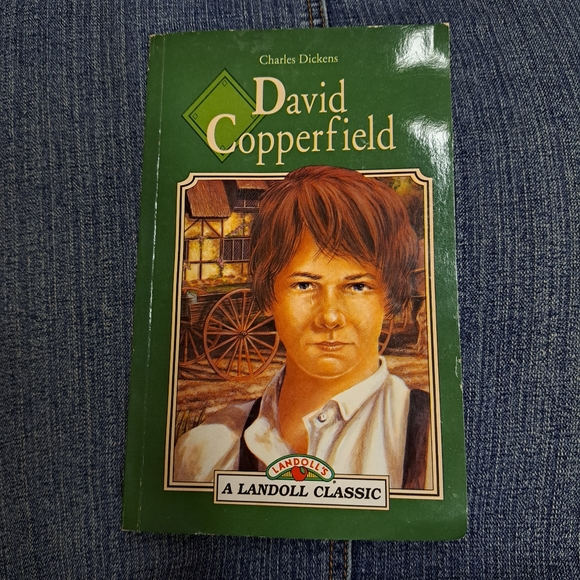 Charles Dickens
David
Copperfield
LANDOLL'S
A LANDOLL CLASSIC